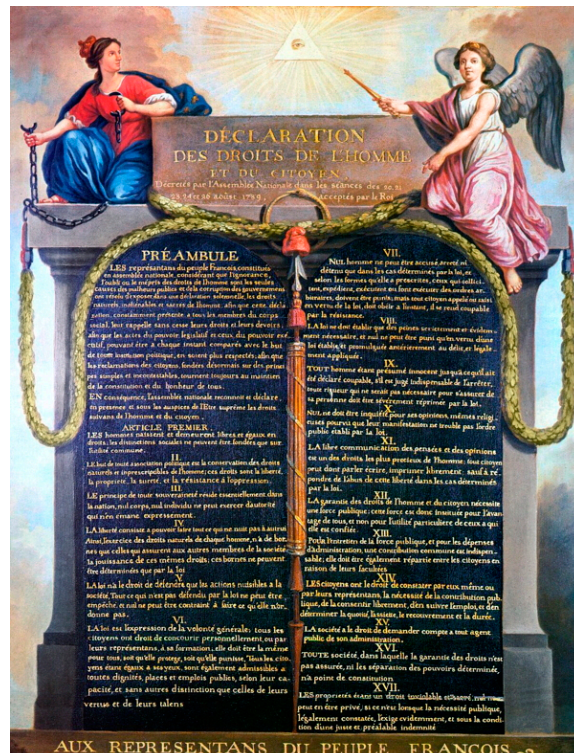 DÉCLARATION
DES DROITS DE L'HOMME
ET DU CITOYEN,
Décrétés par l'Assemblée Nationale dans les séances des 20. 21
23. 24 et 26 août 1789, acceptés par le Roi
PRÉAMBULE
LES représentans du peuple François, constitués
en assemblée nationale, considérant que l'ignorance,
l'oubli ou le mépris des droits de l'homme sont les seules
causes des malheurs publics et de la corruption des gouvernemens
ont résolu d'exposer dans une déclaration solemnelle, les droits
naturels, inaliénables et sacrés de l'homme; afin que cette décla
ration, constamment présente à tous les membres du corps
social, leur rappelle sans cesse leurs droits et leurs devoirs;
afin que les actes du pouvoir législatif et ceux du pouvoir exé
cutif, pouvant être à chaque instant comparés avec le but
de toute institution politique, en soient plus respectés; afin que
les réclamations des citoyens, fondées désormais sur des prin
cipes simples et incontestables, tournent toujours au maintien
de la constitution et du bonheur de tous.
EN conséquence, l'assemblée nationale reconnoît et déclare,
en présence et sous les auspices de l'Etre suprême les droits
suivans de l'homme et du citoyen.
ARTICLE PREMIER.
LES hommes naissent et demeurent libres et égaux en
droits. les distinctions sociales ne peuvent être fondées que sur
l'utilité commune.
II.
LE but de toute association politique est la conservation des droits
naturels et imprescriptibles de l'homme; ces droits sont la liberté,
la propriété, la sureté, et la résistance à l'oppression.
III.
LE principe de toute souveraineté réside essentiellement dans
la nation, nul corps, nul individu ne peut exercer d'autorité
qui n'en émane expressement.
IV.
LA liberté consiste à pouvoir faire tout ce qui ne nuit pas à autrui
Ainsi, l'exercice des droits naturels de chaque homme, n'a de bor-
nes que celles qui assurent aux autres membres de la société
la jouissance de ces mêmes droits; ces bornes ne peuvent
être déterminées que par la loi
V.
LA loi n'a le droit de défendre que les actions nuisibles à la
société. Tout ce qui n'est pas défendu par la loi ne peut être
empêché, et nul ne peut être contraint à faire ce qu'elle n'or-
donne pas.
VI.
LA loi est l'expression de la volonté générale; tous les
citoyens ont droit de concourir personnellement, ou par
leurs représentans, à sa formation; elle doit être la même
pour tous, soit qu'elle protège, soit qu'elle punisse, Tous les cito
yens étant égaux à ses yeux, sont également admissibles à
toutes dignités, places et emplois publics, selon leur ca-
pacité, et sans autres distinction que celles de leurs
vertus et de leurs talens
VII.
NUL homme ne peut être accusé, arrêté, ni
détenu que dans les cas déterminés par la loi, et
selon les formes qu'elle a prescrites, ceux qui sollicit-
tent, expédient, exécutent ou font exécuter des ordres ar-
bitraires, doivent être punis; mais tout citoyen appelé ou saisi
en vertu de la loi, doit obéir à l'instant, il se rend coupable
par la résistance.
VIII.
LA loi ne doit établir que des peines strictement et évidem-
ment nécessaire, et nul ne peut être puni qu'en vertu d'une
loi établie et promulguée antérieurement au délit, et légale
ment appliquée.
IX.
TOUT homme étant présumé innocent jusqu'à ce qu'il ait
été déclaré coupable, s'il est jugé indispensable de l'arrêter,
toute rigueur qui ne serait pas nécessaire pour s'assurer de
sa personne doit être sévèrement réprimée par la loi.
X.
NUL ne doit être inquiété pour ses opinions, mêmes religi
euses pourvu que leur manifestation ne trouble pas l'ordre
public établi par la loi.
XI.
LA libre communication des pensées et des opinions
est un des droits les plus precieux de l'homme: tout citoyen
peut donc parler écrire, imprimer librement: sauf à ré-
pondre de l'abus de cette liberté dans les cas déterminés
par la loi.
XII.
LA garantie des droits de l'homme et du citoyen nécessite
une force publique; cette force est donc instituée pour l'avan-
tage de tous, et non pour l'utilité particulière de ceux a qui
elle est confiée.
XIII.
Pour l'entretien de la force publique, et pour les dépenses
d'administration, une contribution commune est indispen-
sable; elle doit être également répartie entre les citoyens en
raison de leurs facultées
XIV.
LES citoyens ont le droit de constater par eux même ou
par leurs représentans, la nécessité de la contribution pub-
lique, de la consentir librement, d'en suivre l'emploi, et d'en
déterminer la quotité, l'assiette, le recouvrement et la durée.
XV.
LA société a le droit de demander compte a tout agent
public de son administration.
XVI.
TOUTE société, dans laquelle la garantie des droits n'est
pas assurée, ni les séparation des pouvoirs déterminée,
n'a point de constitution.
XVII.
LES propriétés étant un droit inviolable et sacré, nul ne
peut en être privé; si ce n'est lorsque la nécessité publique,
légalement constatée, l'exige evidemment, et sous la condi
tion d'une juste et préalable indemnité
AUX REPRESENTANS DU PEUPLE FRANCOIS